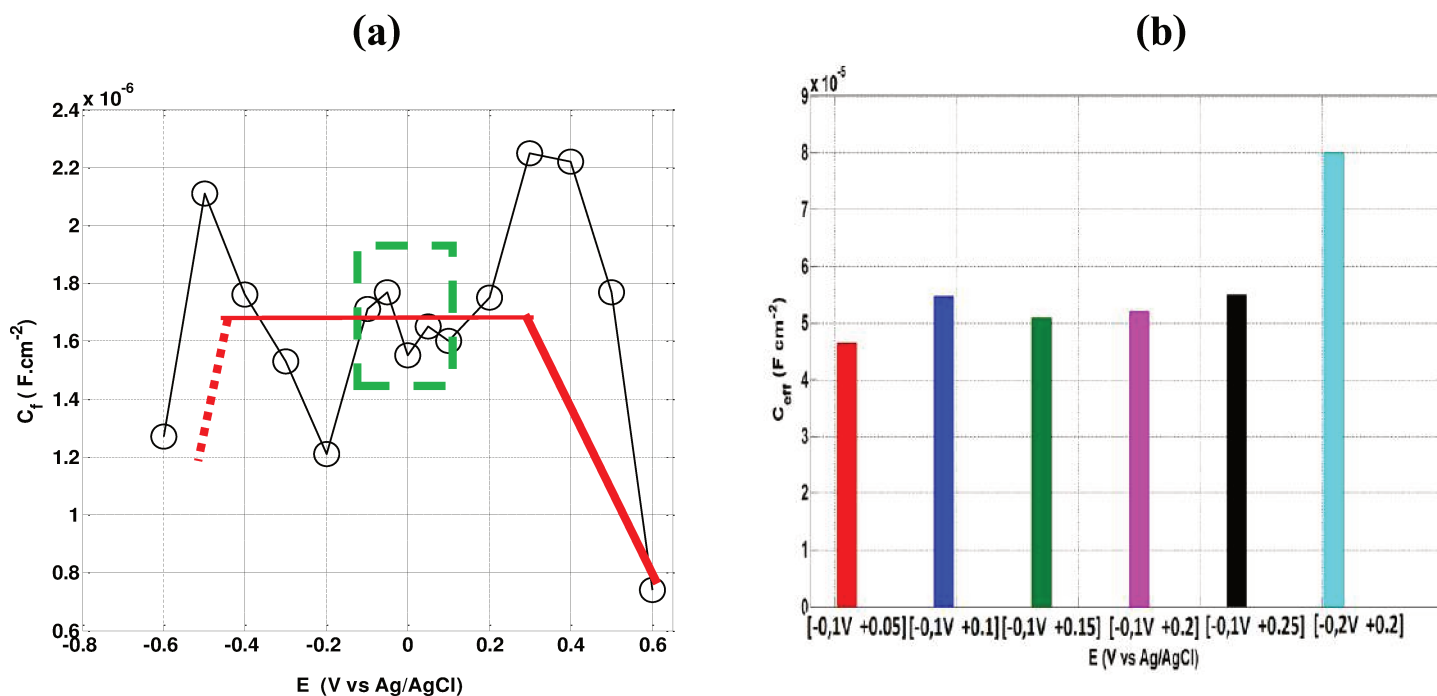 (a)
x 10-6
2.4
2.2
2
1.8
1.6
1.4
1.2
1
0.8
0.6
Cf ( F.cm-2)
-0.8
-0.6
-0.4
-0.2
0
0.2
0.4
0.6
E (V vs Ag/AgCl)
(b)
x 10-5
9
8
7
6
5
4
3
2
1
0
Ceff (F cm-2)
[-0,1V +0.05]
[-0,1V +0.1]
[-0,1V +0.15]
[-0,1V +0.2]
[-0,1V +0.25]
[-0,2V +0.2]
E (V vs Ag/AgCl)